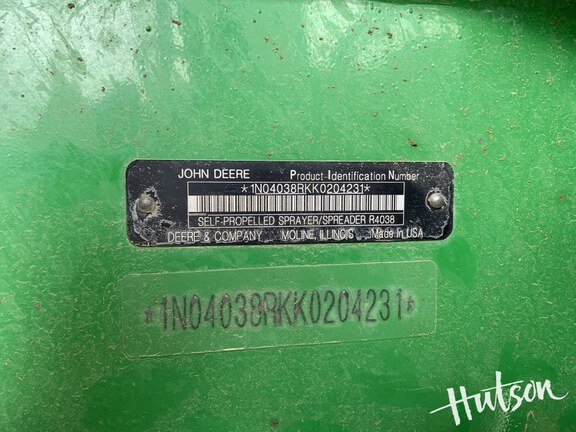 JOHN DEERE Product Identification Number
*1N04038RKK0204231*
SELF-PROPELLED SPRAYER/SPREADER R4038
DEERE & COMPANY MOLINE, ILLINOIS Made In USA
*1N04038RKK0204231*
Hutson